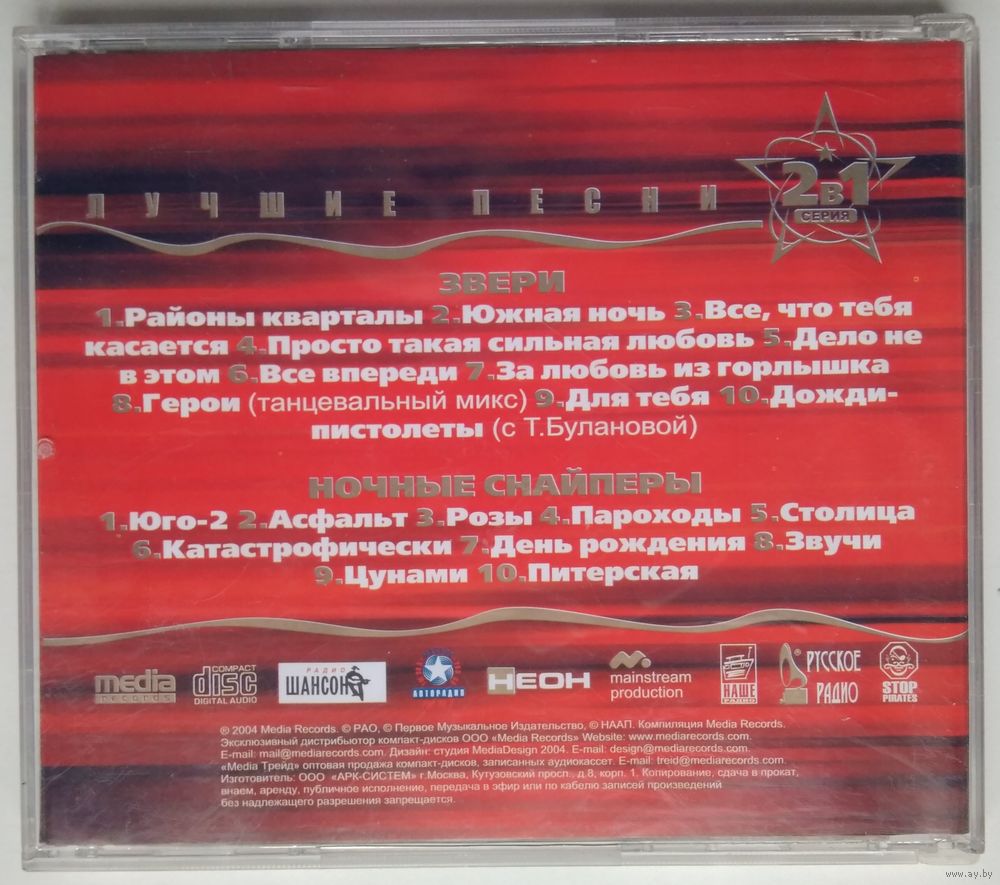 ЛУЧШИЕ ПЕСНИ
2в1
СЕРИЯ
ЗВЕРИ
1.Районы кварталы 2.Южная ночь 3.Все, что тебя
касается 4.Просто такая сильная любовь 5.Дело не
в этом 6.Все впереди 7.За любовь из горлышка
8.Герои (танцевальный микс) 9.Для тебя 10.Дожди-
пистолеты (с Т.Булановой)
НОЧНЫЕ СНАЙПЕРЫ
1.Юго-2 2.Асфальт 3.Розы 4.Пароходы 5.Столица
6.Катастрофически 7.День рождения 8.Звучи
9.Цунами 10.Питерская
media
RECORDS
COMPACT
disc
DIGITAL AUDIO
РАДИО
ШАНСОН
АВТОРАДИО
НЕОН
mainstream
production
НАШЕ
РАДИО
РУССКОЕ
РАДИО
STOP
PIRATES
® 2004 Media Records. © РАО, © Первое Музыкальное Издательство, © НААП. Компиляция Media Records.
Эксклюзивный дистрибьютор компакт-дисков ООО «Media Records» Website: www.mediarecords.com.
E-mail: mail@mediarecords.com. Дизайн: студия MediaDesign 2004. E-mail: design@mediarecords.com.
«Media Трейд» оптовая продажа компакт-дисков, записанных аудиокассет. E-mail: treid@mediarecords.com.
Изготовитель: ООО «АРК-СИСТЕМ» г.Москва, Кутузовский просп., д.8, корп. 1. Копирование, сдача в прокат,
внаем, аренду, публичное исполнение, передача в эфир или по кабелю записей произведений
без надлежащего разрешения запрещается.
www.ay.by